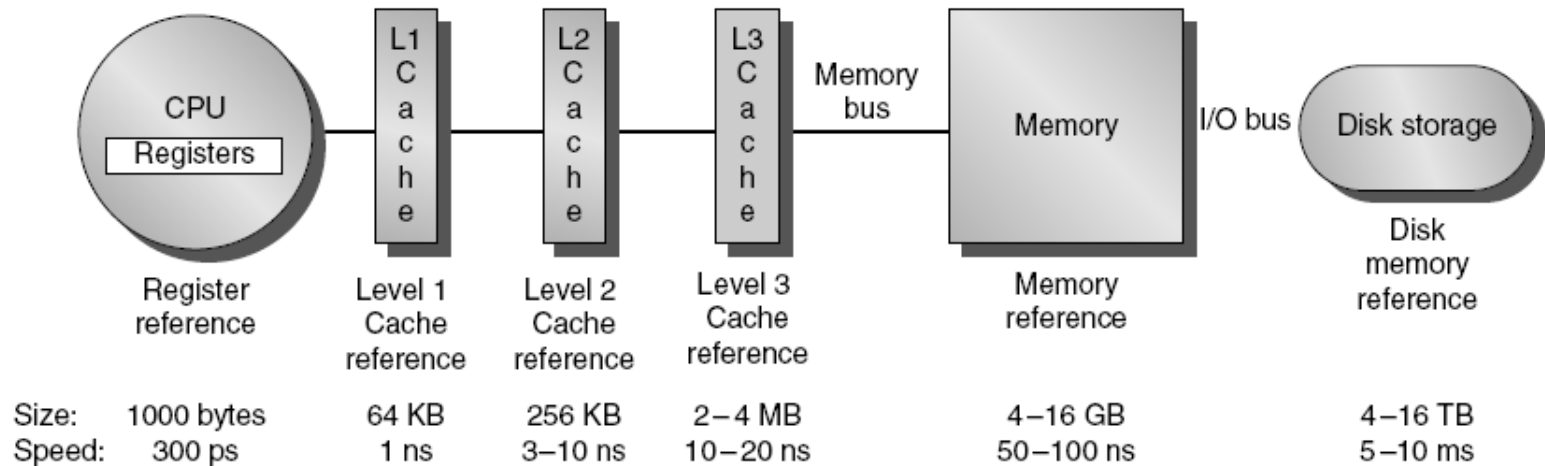 L1
C
a
c
h
e
L2
C
a
c
h
e
L3
C
a
c
h
e
CPU
Registers
Memory
bus
Memory
I/O bus
Disk storage
Register
reference
Level 1
Cache
reference
Level 2
Cache
reference
Level 3
Cache
reference
Memory
reference
Disk
memory
reference
Size: 1000 bytes 64 KB 256 KB 2–4 MB 4–16 GB 4–16 TB
Speed: 300 ps 1 ns 3–10 ns 10–20 ns 50–100 ns 5–10 ms